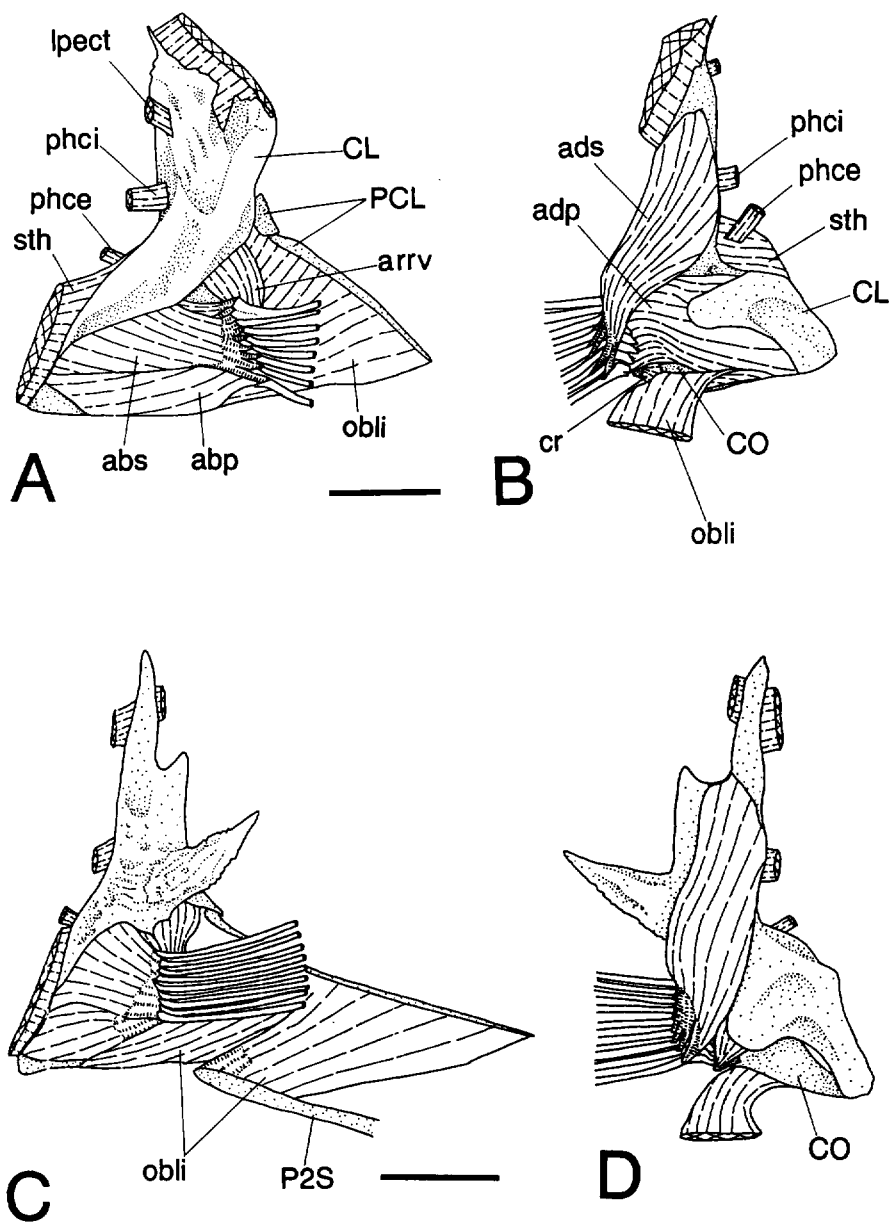 lpect
phci
phce
sth
CL
PCL
arrv
abs
abp
obli
A
ads
adp
phci
phce
sth
CL
cr
CO
obli
B
obli
P2S
C
CO
D